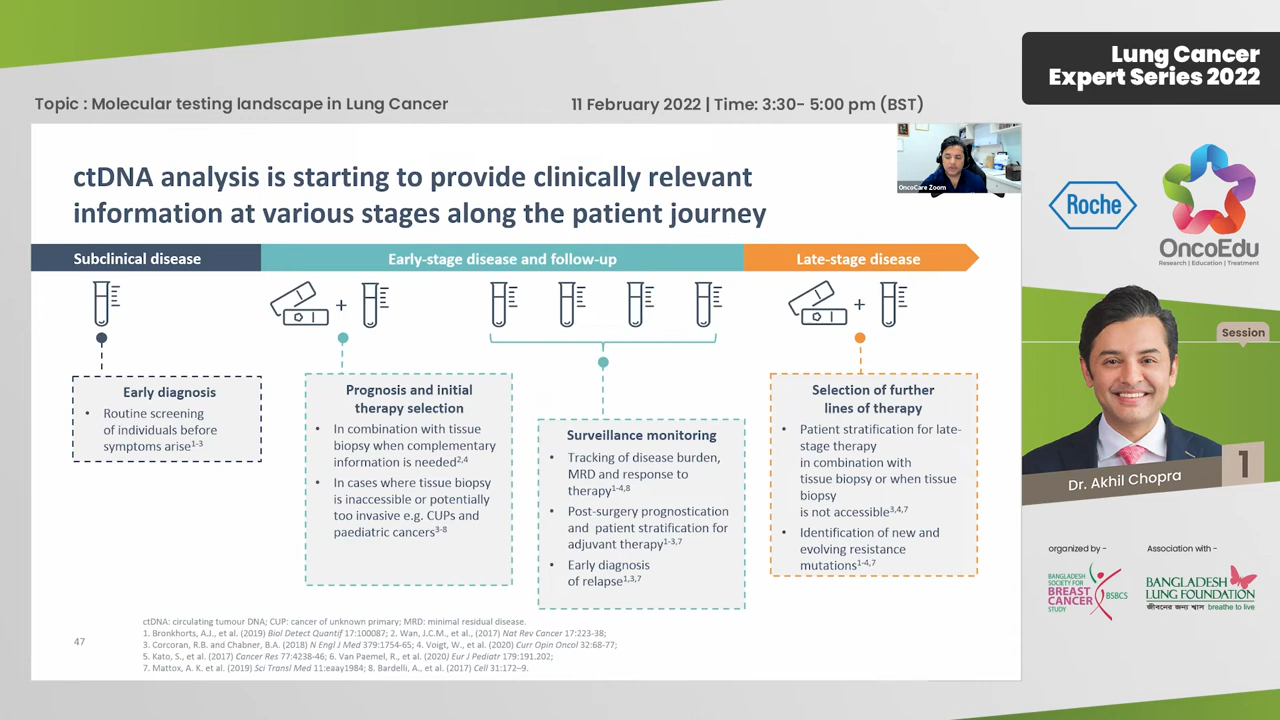 Lung Cancer
Expert Series 2022
Topic : Molecular testing landscape in Lung Cancer
11 February 2022 | Time: 3:30- 5:00 pm (BST)
ctDNA analysis is starting to provide clinically relevant
information at various stages along the patient journey
OncoCare Zoom
Subclinical disease
Early-stage disease and follow-up
Late-stage disease
Early diagnosis
• Routine screening
of individuals before
symptoms arise1-3
Prognosis and initial
therapy selection
• In combination with tissue
biopsy when complementary
information is needed2,4
• In cases where tissue biopsy
is inaccessible or potentially
too invasive e.g. CUPs and
paediatric cancers3-8
Surveillance monitoring
• Tracking of disease burden,
MRD and response to
therapy1-4,8
• Post-surgery prognostication
and patient stratification for
adjuvant therapy1-3,7
• Early diagnosis
of relapse1,3,7
Selection of further
lines of therapy
• Patient stratification for late-
stage therapy
in combination with
tissue biopsy or when tissue
biopsy
is not accessible3,4,7
• Identification of new and
evolving resistance
mutations1-4,7
47
ctDNA: circulating tumour DNA; CUP: cancer of unknown primary; MRD: minimal residual disease.
1. Bronkhorts, A.J., et al. (2019) Biol Detect Quantif 17:100087; 2. Wan, J.C.M., et al., (2017) Nat Rev Cancer 17:223-38;
3. Corcoran, R.B. and Chabner, B.A. (2018) N Engl J Med 379:1754-65; 4. Voigt, W., et al. (2020) Curr Opin Oncol 32:68-77;
5. Kato, S., et al. (2017) Cancer Res 77:4238-46; 6. Van Paemel, R., et al. (2020) Eur J Pediatr 179:191.202;
7. Mattox, A. K. et al. (2019) Sci Transl Med 11:eaay1984; 8. Bardelli, A., et al. (2017) Cell 31:172–9.
Roche
OncoEdu
Research | Education | Treatment
Session
1
Dr. Akhil Chopra
organized by -
Association with -
BANGLADESH
SOCIETY FOR
BREAST
CANCER
STUDY
BSBCS
BANGLADESH
LUNG FOUNDATION
জীবনের জন্য শ্বাস breathe to live